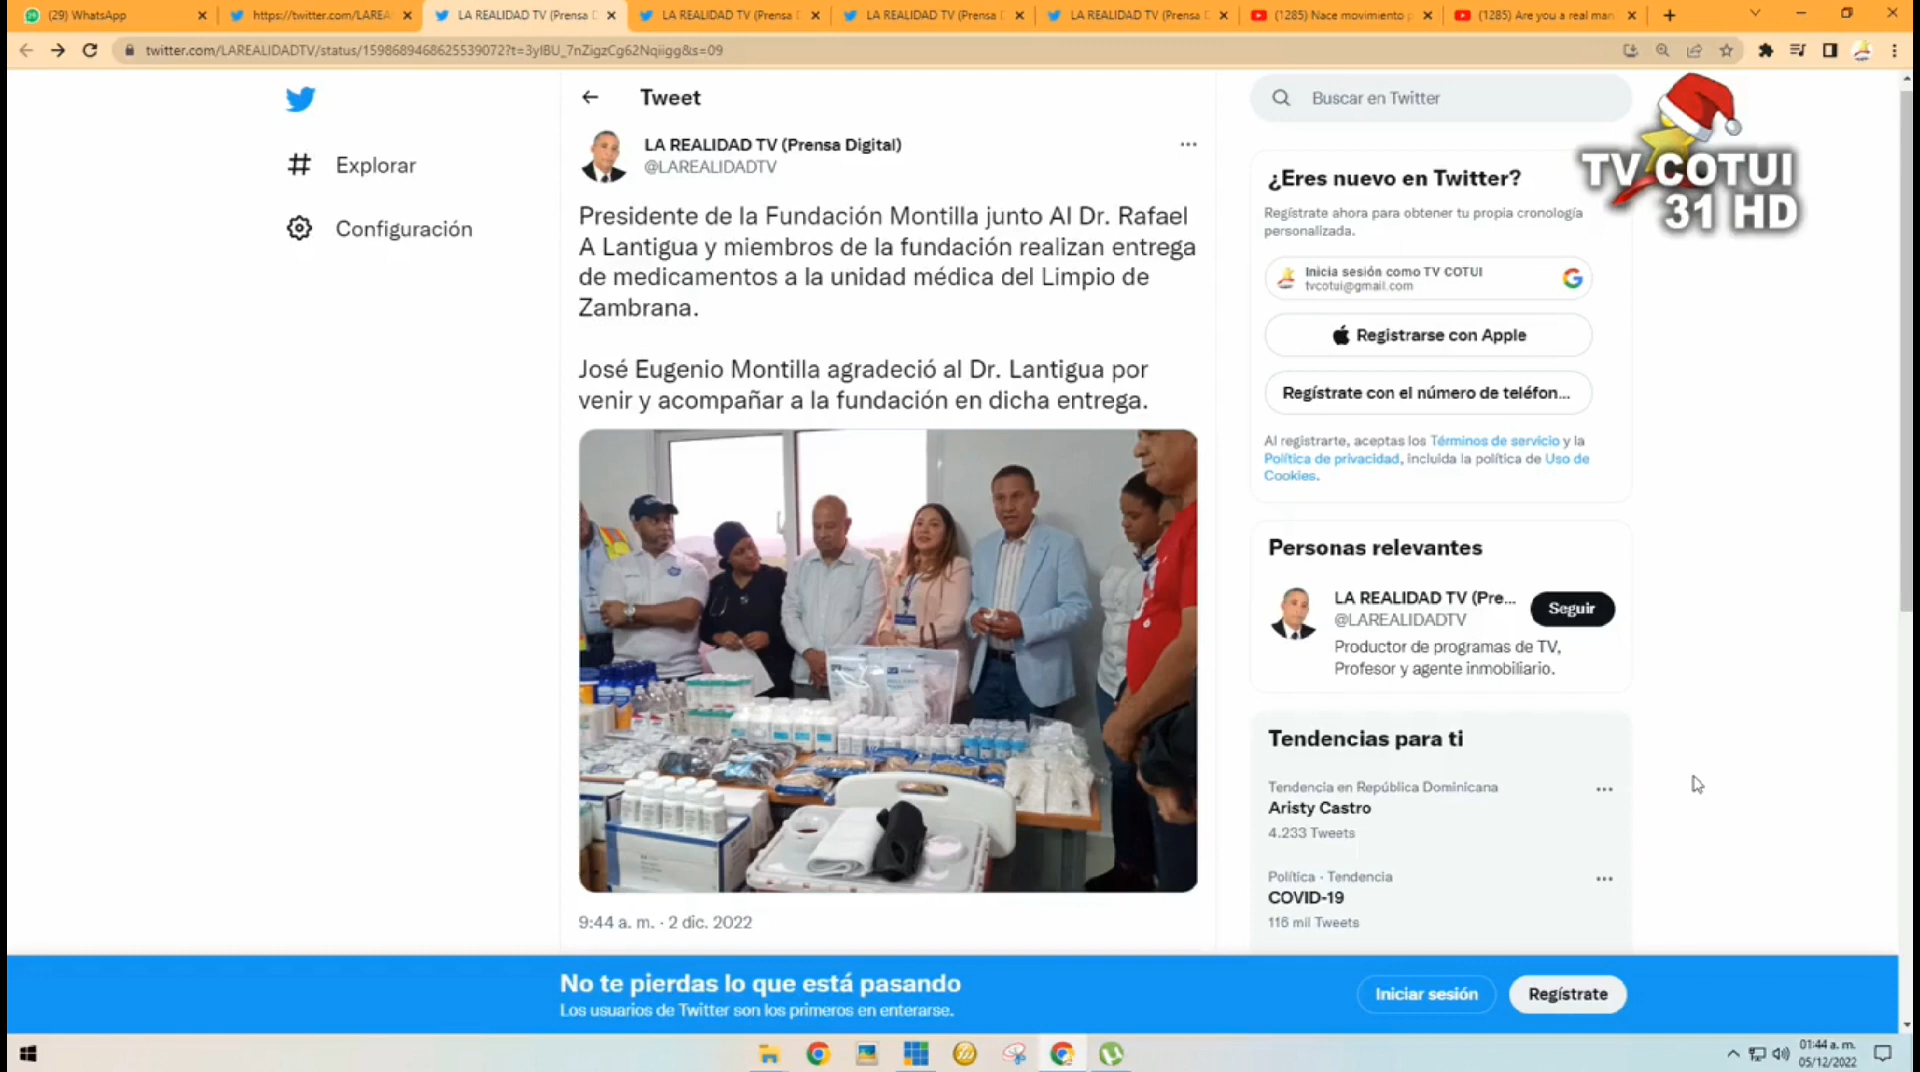 (29) WhatsApp
https://twitter.com/LAREA
LA REALIDAD TV (Prensa D
LA REALIDAD TV (Prensa D
LA REALIDAD TV (Prensa D
LA REALIDAD TV (Prensa D
(1285) Nace movimiento p
(1285) Are you a real man
twitter.com/LAREALIDADTV/status/1598689468625539072?t=3yIBU_7nZigzCg62Nqiigg&s=09
Explorar
Configuración
Tweet
LA REALIDAD TV (Prensa Digital)
@LAREALIDADTV
Presidente de la Fundación Montilla junto Al Dr. Rafael
A Lantigua y miembros de la fundación realizan entrega
de medicamentos a la unidad médica del Limpio de
Zambrana.
José Eugenio Montilla agradeció al Dr. Lantigua por
venir y acompañar a la fundación en dicha entrega.
9:44 a. m. · 2 dic. 2022
Buscar en Twitter
TV COTUI
31 HD
¿Eres nuevo en Twitter?
Regístrate ahora para obtener tu propia cronología
personalizada.
Inicia sesión como TV COTUI
tvcotui@gmail.com
Registrarse con Apple
Regístrate con el número de teléfon...
Al registrarte, aceptas los Términos de servicio y la
Política de privacidad, incluida la política de Uso de
Cookies.
Personas relevantes
LA REALIDAD TV (Pre...
@LAREALIDADTV
Seguir
Productor de programas de TV,
Profesor y agente inmobiliario.
Tendencias para ti
Tendencia en República Dominicana
Aristy Castro
4.233 Tweets
Política · Tendencia
COVID-19
116 mil Tweets
No te pierdas lo que está pasando
Los usuarios de Twitter son los primeros en enterarse.
Iniciar sesión
Regístrate
01:44 a. m.
05/12/2022